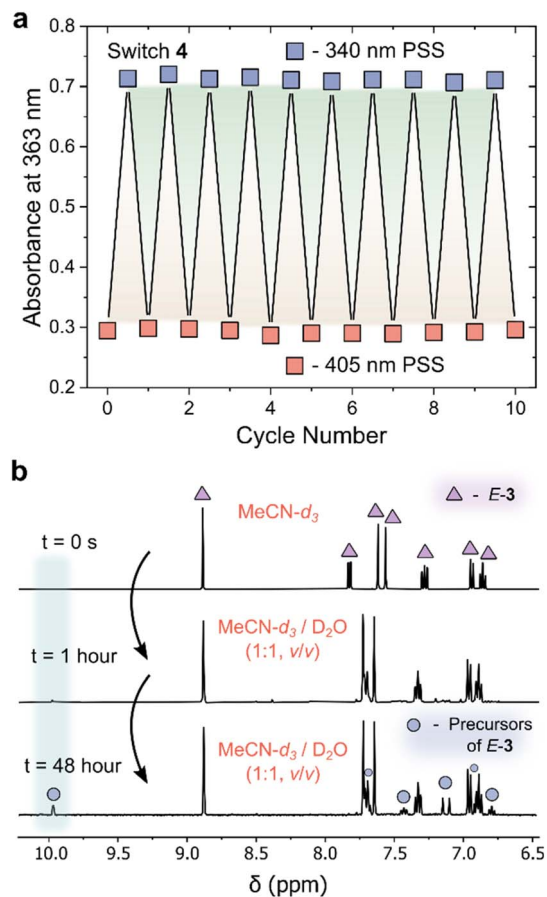 a
Switch 4
- 340 nm PSS
- 405 nm PSS
0.8
0.7
0.6
0.5
0.4
0.3
0.2
Absorbance at 363 nm
0 2 4 6 8 10
Cycle Number
b
- E-3
MeCN-d3
t = 0 s
MeCN-d3 / D2O
(1:1, v/v)
t = 1 hour
- Precursors
of E-3
MeCN-d3 / D2O
(1:1, v/v)
t = 48 hour
10.0 9.5 9.0 8.5 8.0 7.5 7.0 6.5
δ (ppm)